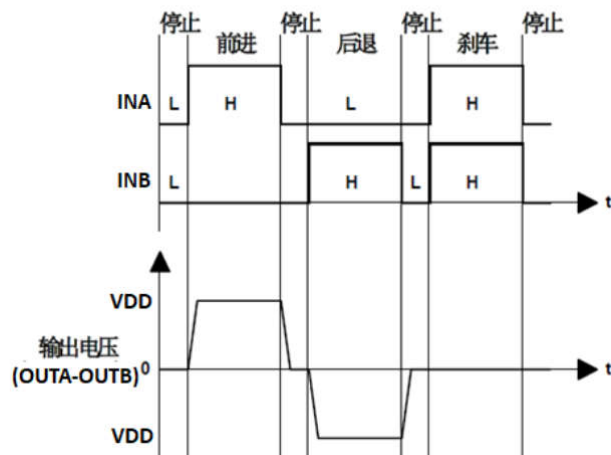 停止 停止 停止 停止
前进 后退 刹车
INA L H L H
INB L H L H t
VDD
输出电压
(OUTA-OUTB) 0 t
VDD